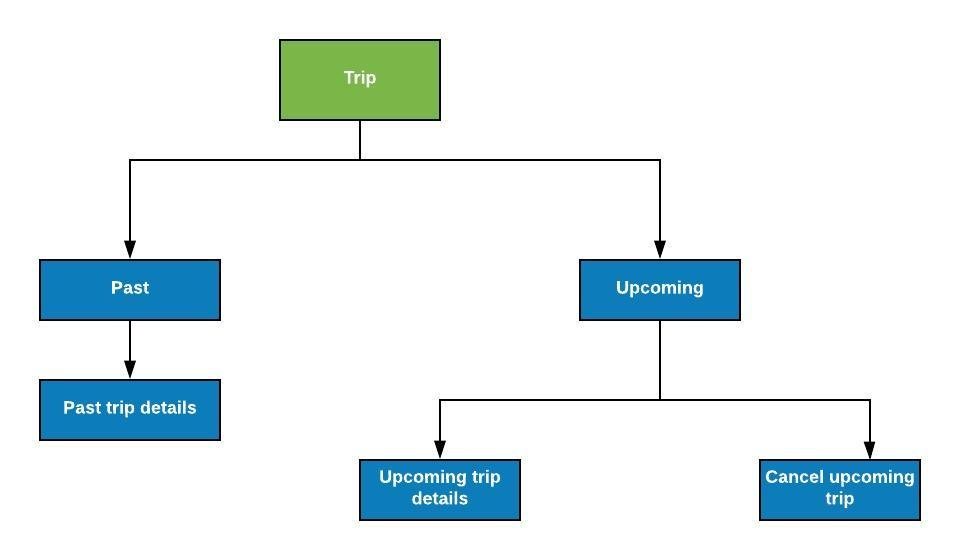 Trip
Past
Upcoming
Past trip details
Upcoming trip
details
Cancel upcoming
trip